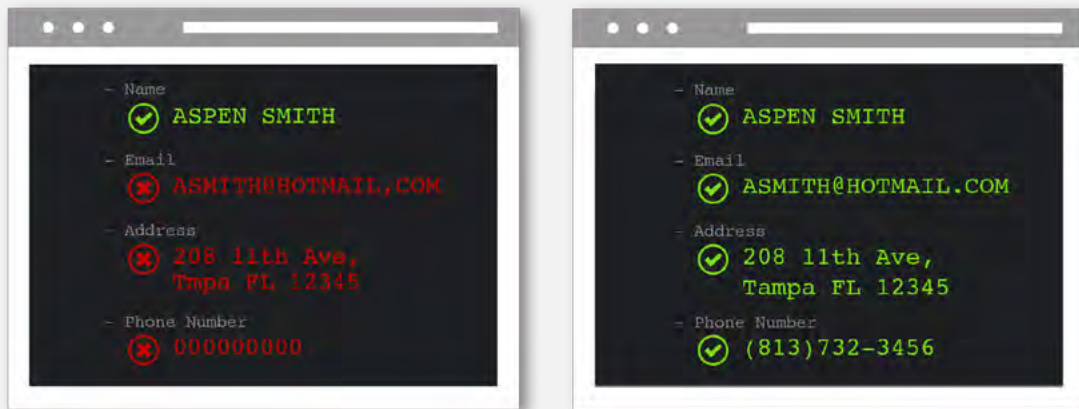 - Name
ASPEN SMITH
- Email
ASMITH@HOTMAIL,COM
- Address
208 11th Ave,
Tmpa FL 12345
- Phone Number
000000000
- Name
ASPEN SMITH
- Email
ASMITH@HOTMAIL.COM
- Address
208 11th Ave,
Tampa FL 12345
- Phone Number
(813)732-3456